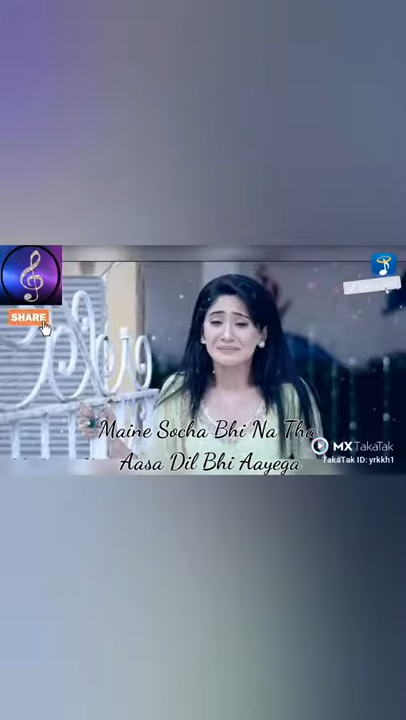 SHARE
Maine Socha Bhi Na Tha
Aasa Dil Bhi Aayega
MX TakaTak
TakaTak ID: yrkkh1